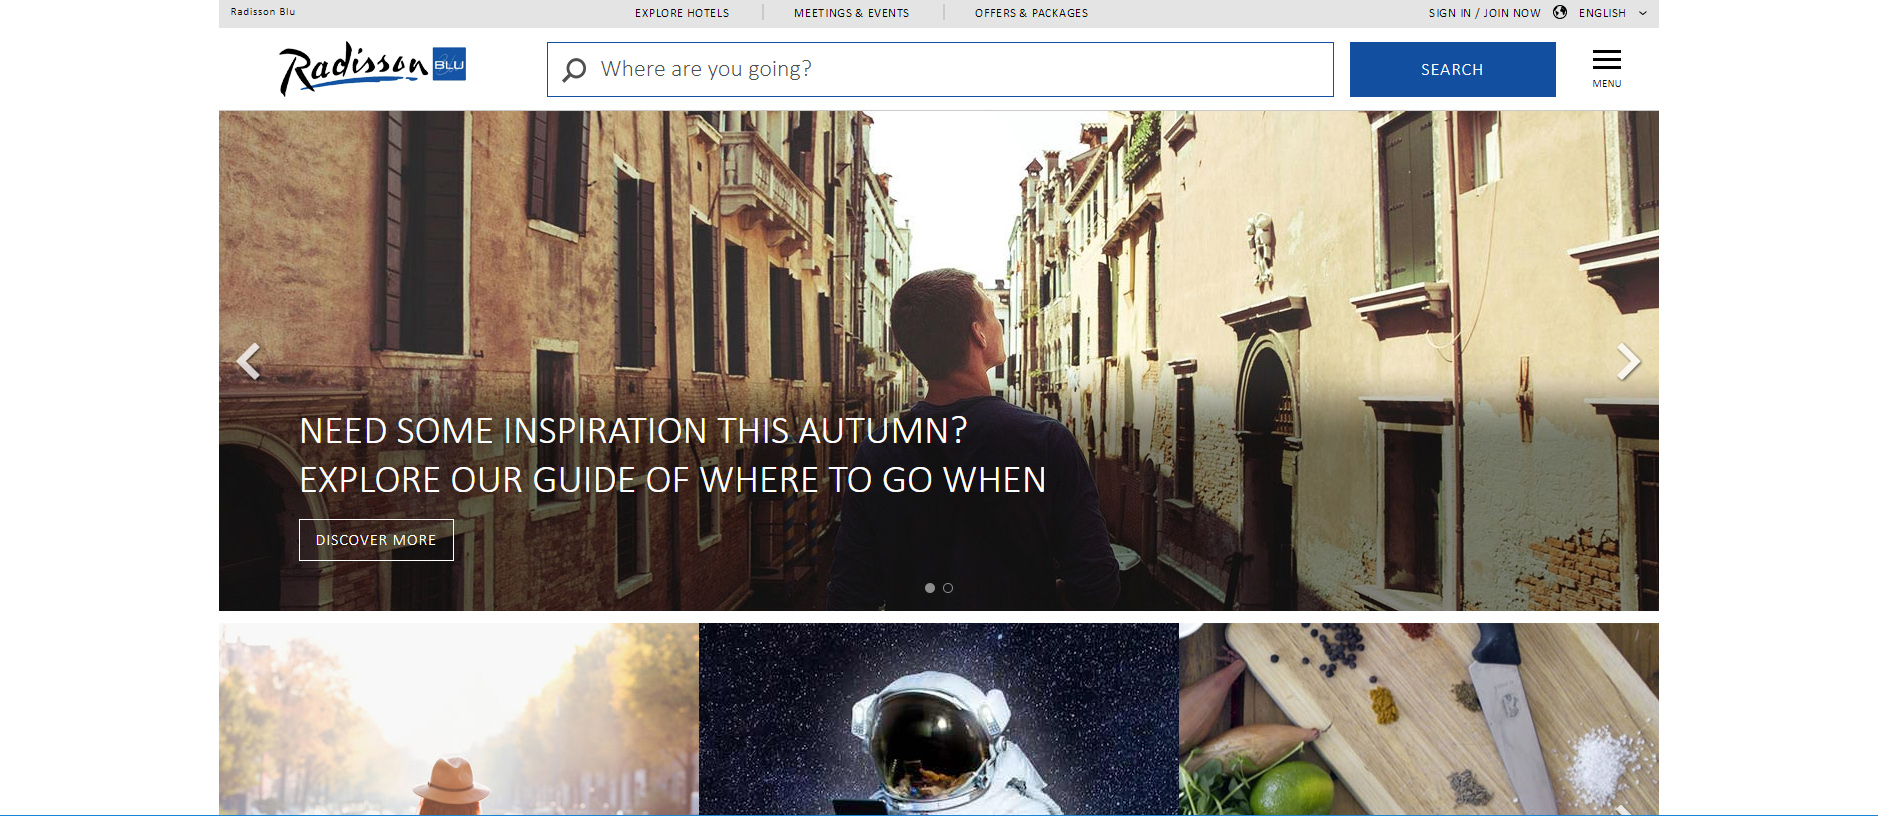 Radisson Blu
EXPLORE HOTELS
MEETINGS & EVENTS
OFFERS & PACKAGES
SIGN IN / JOIN NOW
ENGLISH
Radisson BLU
Where are you going?
SEARCH
MENU
NEED SOME INSPIRATION THIS AUTUMN?
EXPLORE OUR GUIDE OF WHERE TO GO WHEN
DISCOVER MORE